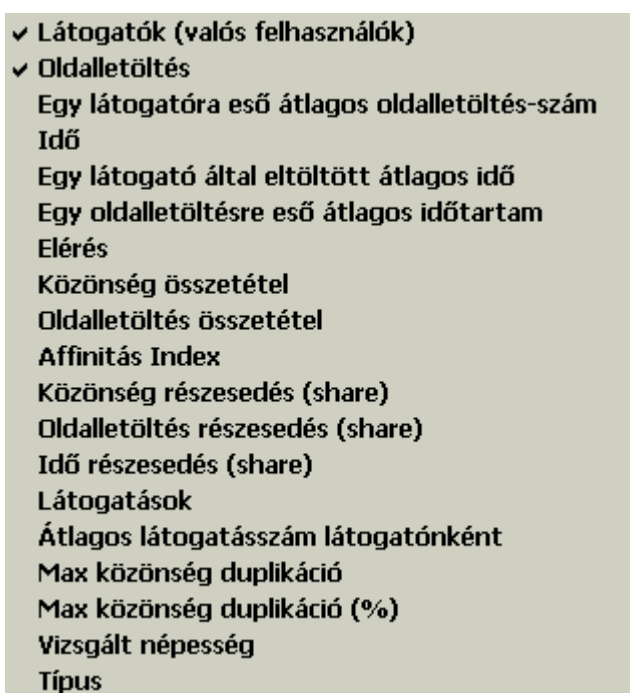 Látogatók (valós felhasználók)
Oldalletöltés
Egy látogatóra eső átlagos oldalletöltés-szám
Idő
Egy látogató által eltöltött átlagos idő
Egy oldalletöltésre eső átlagos időtartam
Elérés
Közönség összetétel
Oldalletöltés összetétel
Affinitás Index
Közönség részesedés (share)
Oldalletöltés részesedés (share)
Idő részesedés (share)
Látogatások
Átlagos látogatásszám látogatónként
Max közönség duplikáció
Max közönség duplikáció (%)
Vizsgált népesség
Típus